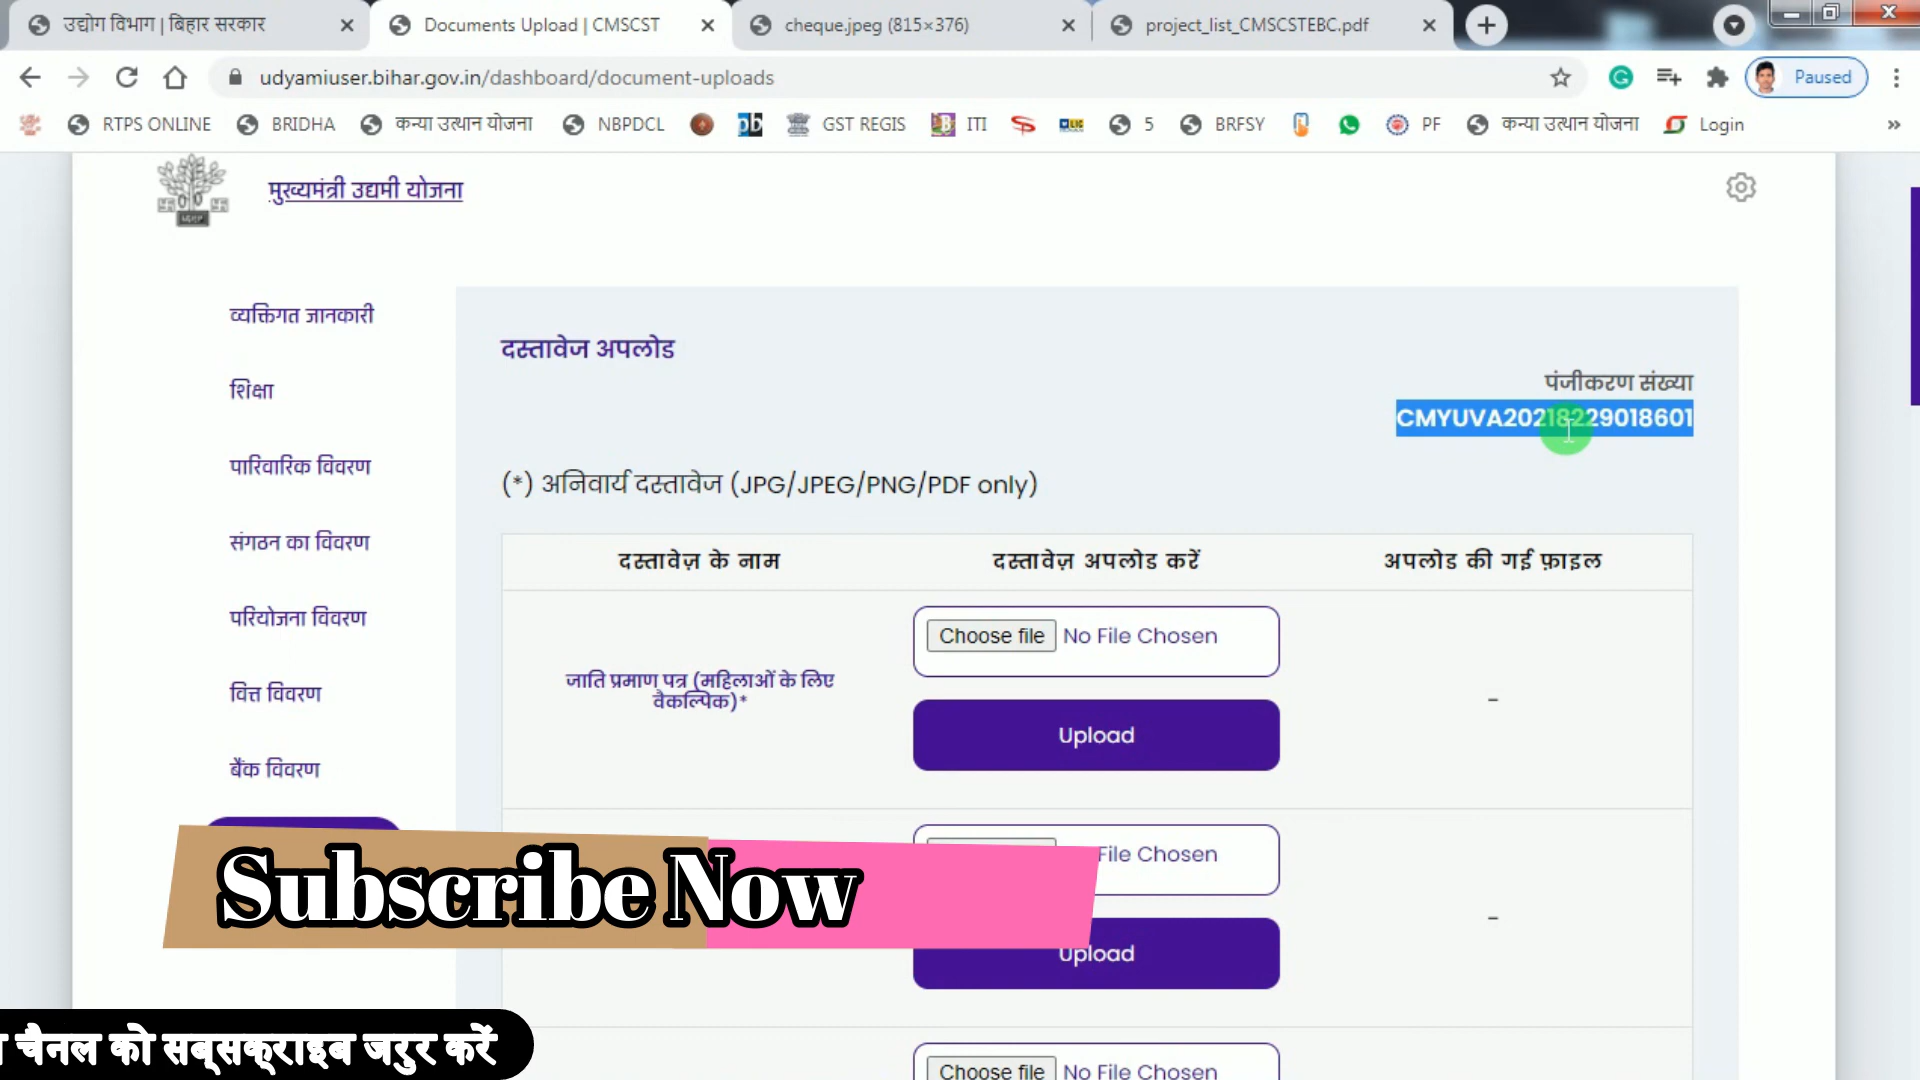 उद्योग विभाग | बिहार सरकार
Documents Upload | CMSCST
cheque.jpeg (815×376)
project_list_CMSCSTEBC.pdf
udyamiuser.bihar.gov.in/dashboard/document-uploads
Paused
RTPS ONLINE BRIDHA कन्या उत्थान योजना NBPDCL pb GST REGIS ITI LIC 5 BRFSY PF कन्या उत्थान योजना Login »
मुख्यमंत्री उद्यमी योजना
व्यक्तिगत जानकारी
शिक्षा
पारिवारिक विवरण
संगठन का विवरण
परियोजना विवरण
वित्त विवरण
बैंक विवरण
दस्तावेज अपलोड
पंजीकरण संख्या
CMYUVA20218229018601
(*) अनिवार्य दस्तावेज (JPG/JPEG/PNG/PDF only)
दस्तावेज़ के नाम दस्तावेज़ अपलोड करें अपलोड की गई फ़ाइल
जाति प्रमाण पत्र (महिलाओं के लिए
वैकल्पिक)*
Choose file No File Chosen
Upload
-
File Chosen
Upload
-
Choose file No File Chosen
Subscribe Now
चैनल को सब्सक्राइब जरुर करें